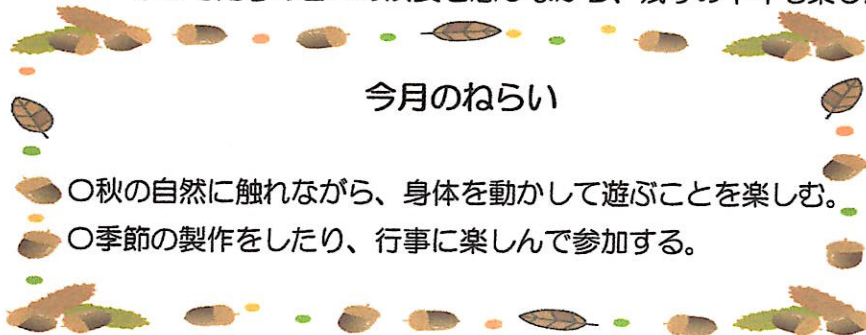 今月のねらい
〇秋の自然に触れながら、身体を動かして遊ぶことを楽しむ。
〇季節の製作をしたり、行事に楽しんで参加する。